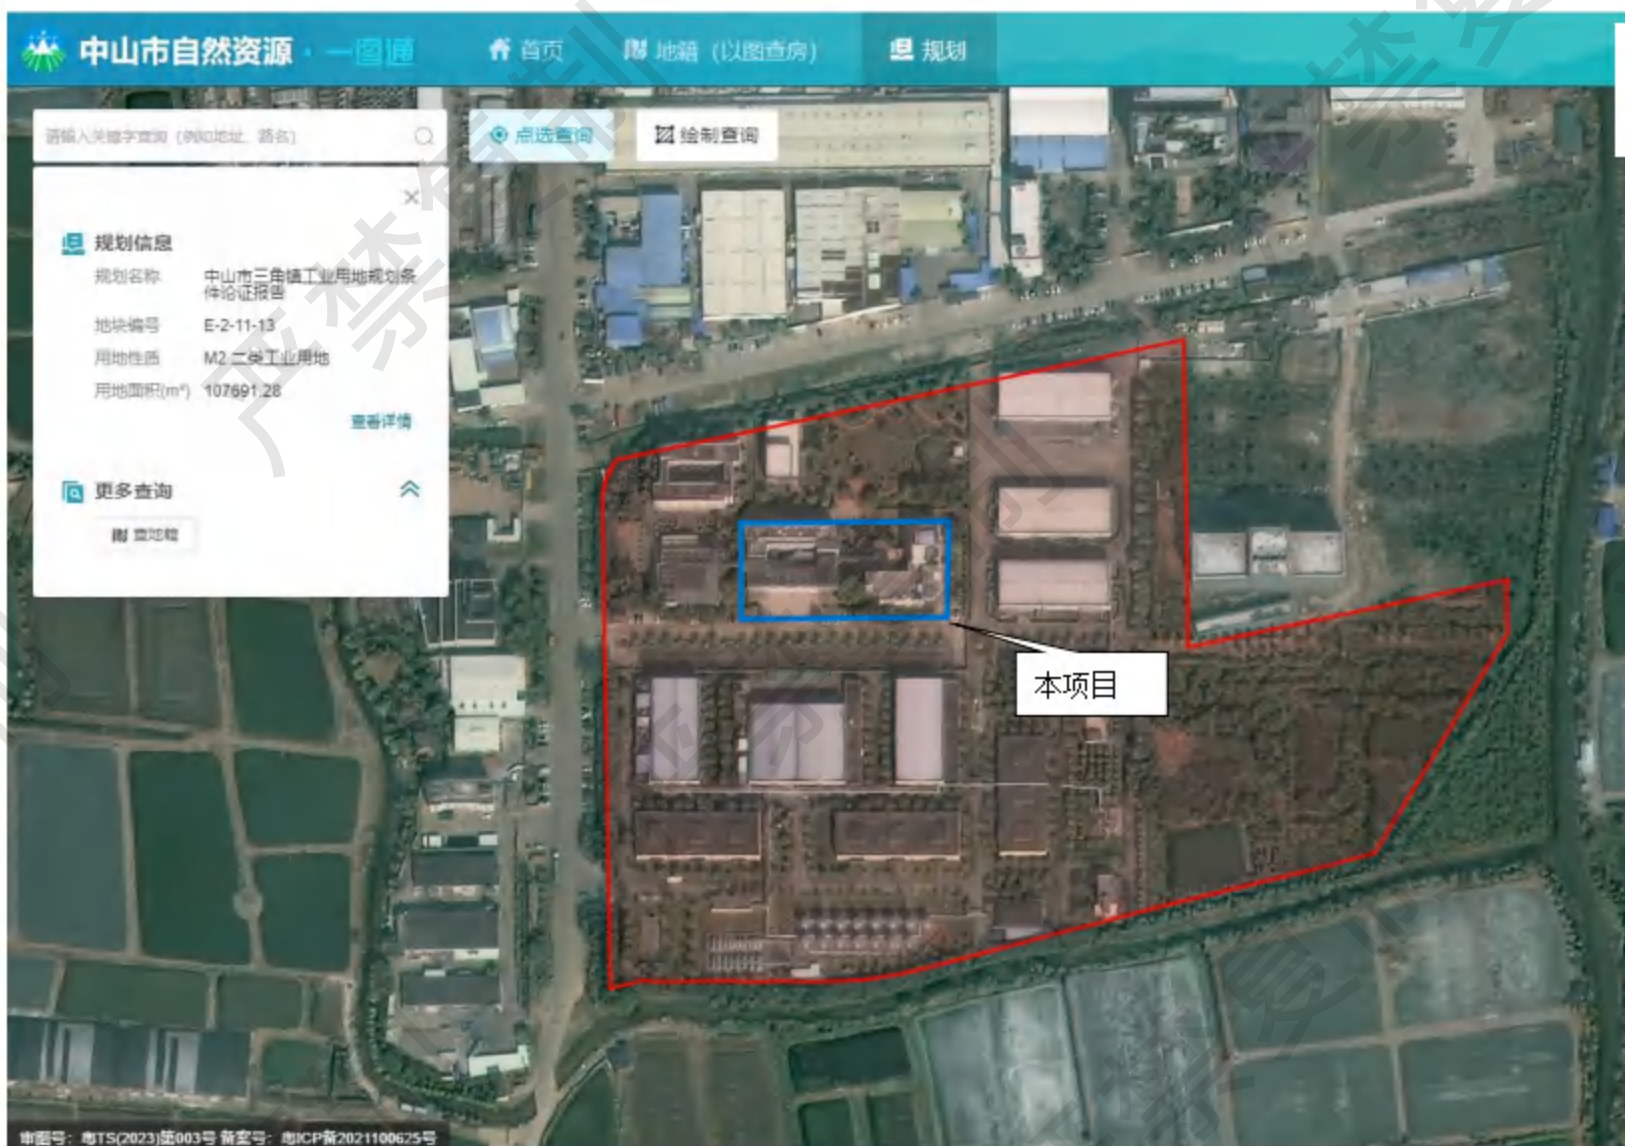 中山市自然资源·一图通
首页
地籍（以图查房）
规划
请输入关键字查询（例如地址、路名）
点选查询
绘制查询
规划信息
规划名称 中山市三角镇工业用地规划条
件论证报告
地块编号 E-2-11-13
用地性质 M2 二类工业用地
用地面积(m²) 107691.28
查看详情
更多查询
查地籍
本项目
审图号：粤TS(2023)第003号 备案号：粤ICP备2021100625号
严禁复制